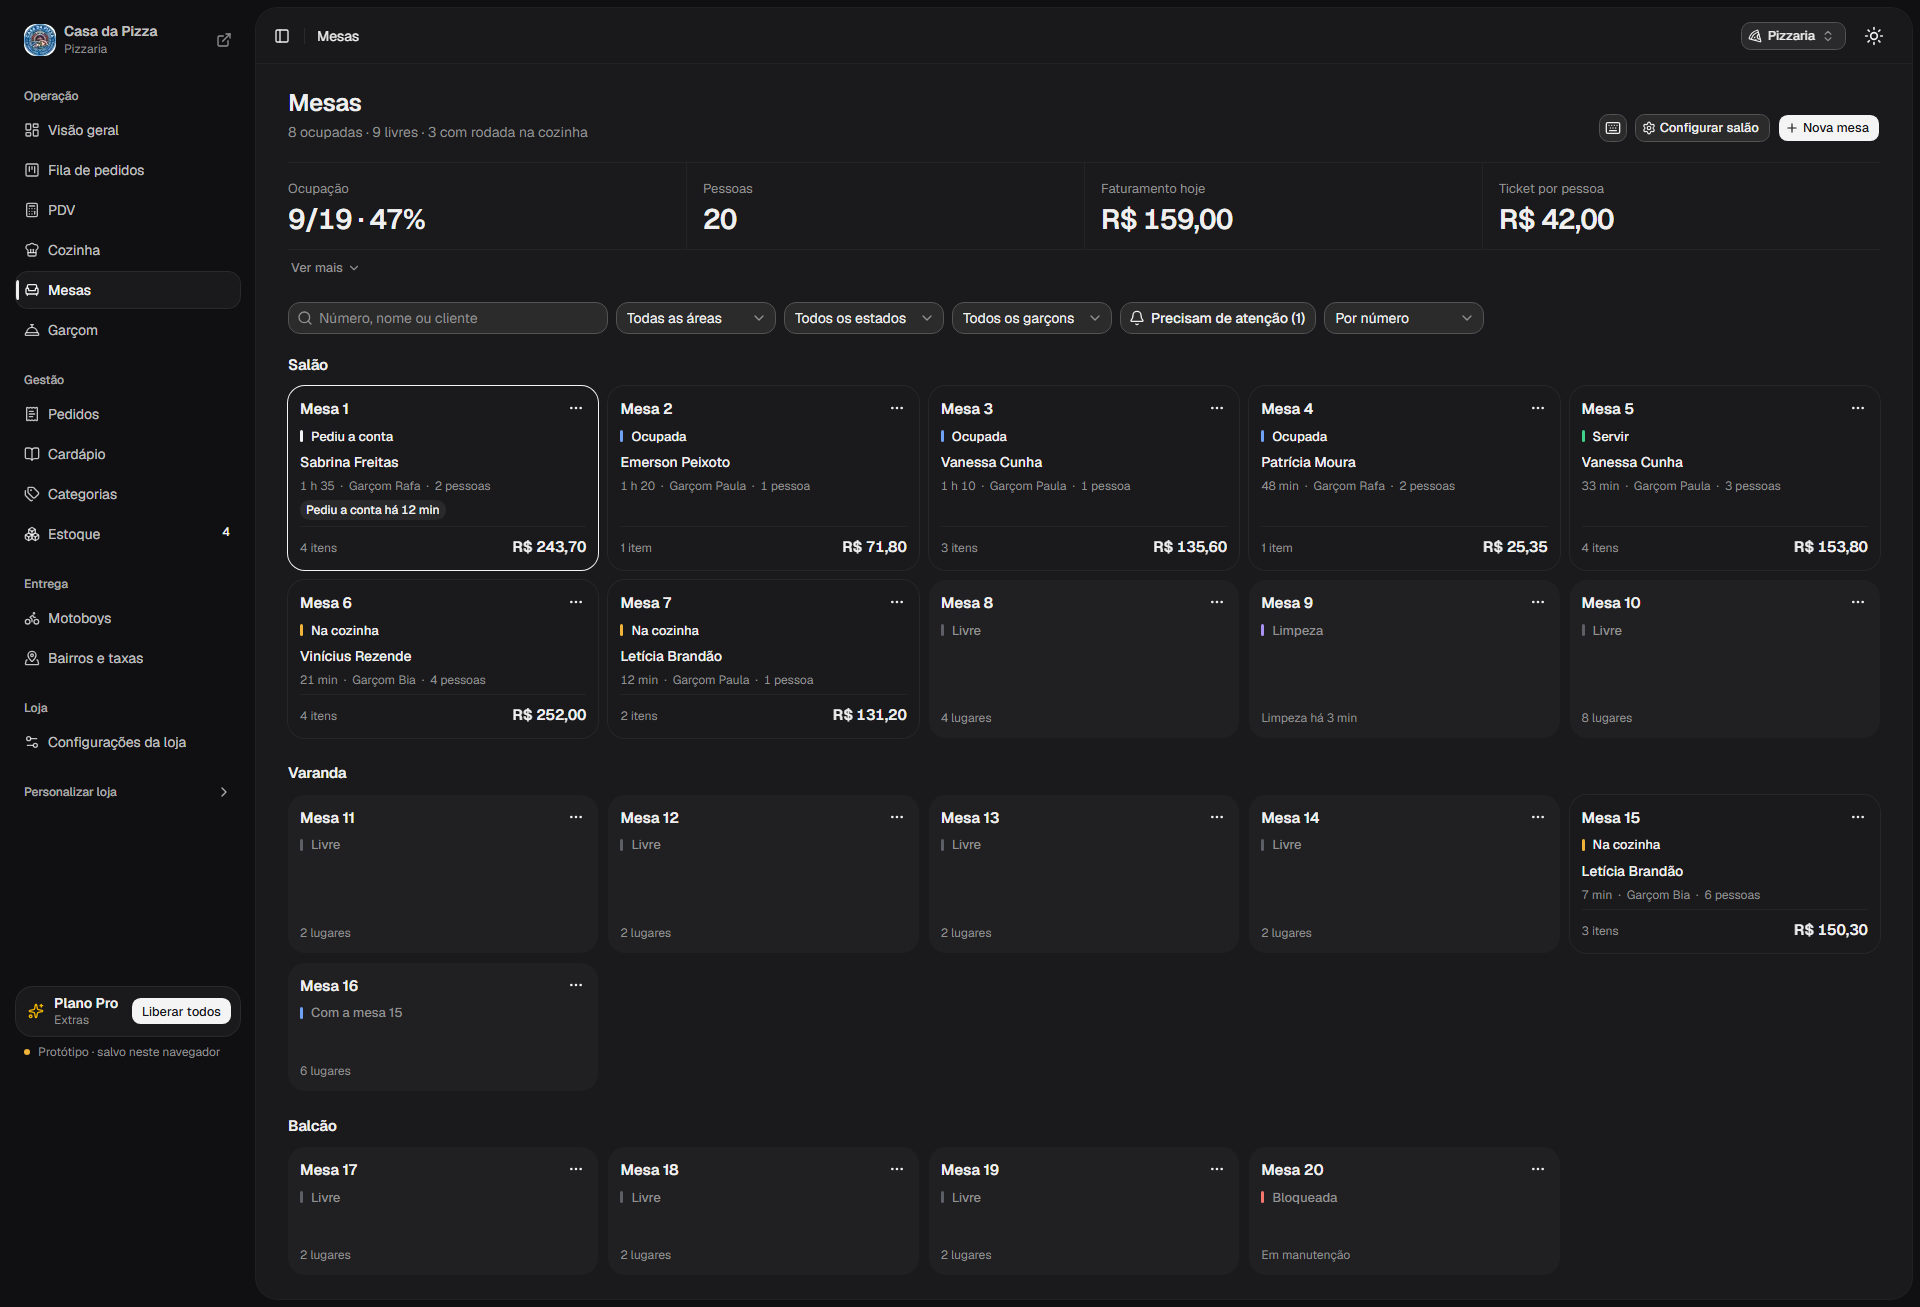 Casa da Pizza
Pizzaria
Operação
Visão geral
Fila de pedidos
PDV
Cozinha
Mesas
Garçom
Gestão
Pedidos
Cardápio
Categorias
Estoque 4
Entrega
Motoboys
Bairros e taxas
Loja
Configurações da loja
Personalizar loja
Plano Pro
Extras
Liberar todos
Protótipo · salvo neste navegador
Mesas
Pizzaria
Mesas
8 ocupadas · 9 livres · 3 com rodada na cozinha
Configurar salão
+ Nova mesa
Ocupação
9/19 · 47%
Pessoas
20
Faturamento hoje
R$ 159,00
Ticket por pessoa
R$ 42,00
Ver mais
Número, nome ou cliente
Todas as áreas
Todos os estados
Todos os garçons
Precisam de atenção (1)
Por número
Salão
Mesa 1
Pediu a conta
Sabrina Freitas
1 h 35 · Garçom Rafa · 2 pessoas
Pediu a conta há 12 min
4 itens R$ 243,70
Mesa 2
Ocupada
Emerson Peixoto
1 h 20 · Garçom Paula · 1 pessoa
1 item R$ 71,80
Mesa 3
Ocupada
Vanessa Cunha
1 h 10 · Garçom Paula · 1 pessoa
3 itens R$ 135,60
Mesa 4
Ocupada
Patrícia Moura
48 min · Garçom Rafa · 2 pessoas
1 item R$ 25,35
Mesa 5
Servir
Vanessa Cunha
33 min · Garçom Paula · 3 pessoas
4 itens R$ 153,80
Mesa 6
Na cozinha
Vinícius Rezende
21 min · Garçom Bia · 4 pessoas
4 itens R$ 252,00
Mesa 7
Na cozinha
Letícia Brandão
12 min · Garçom Paula · 1 pessoa
2 itens R$ 131,20
Mesa 8
Livre
4 lugares
Mesa 9
Limpeza
Limpeza há 3 min
Mesa 10
Livre
8 lugares
Varanda
Mesa 11
Livre
2 lugares
Mesa 12
Livre
2 lugares
Mesa 13
Livre
2 lugares
Mesa 14
Livre
2 lugares
Mesa 15
Na cozinha
Letícia Brandão
7 min · Garçom Bia · 6 pessoas
3 itens R$ 150,30
Mesa 16
Com a mesa 15
6 lugares
Balcão
Mesa 17
Livre
2 lugares
Mesa 18
Livre
2 lugares
Mesa 19
Livre
2 lugares
Mesa 20
Bloqueada
Em manutenção